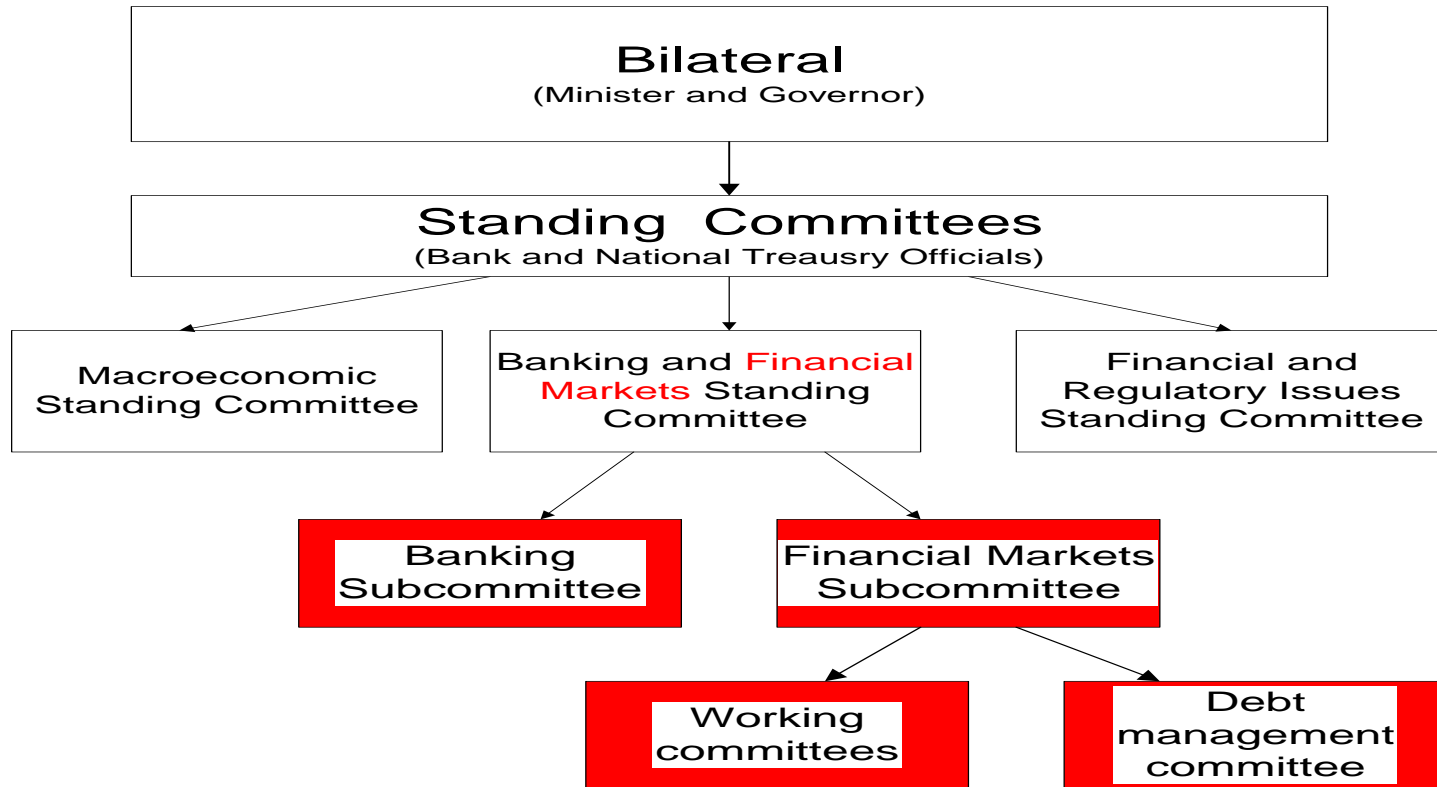 Bilateral
(Minister and Governor)
Standing Committees
(Bank and National Treausry Officials)
Macroeconomic
Standing Committee
Banking and Financial
Markets Standing
Committee
Financial and
Regulatory Issues
Standing Committee
Banking
Subcommittee
Financial Markets
Subcommittee
Working
committees
Debt
management
committee